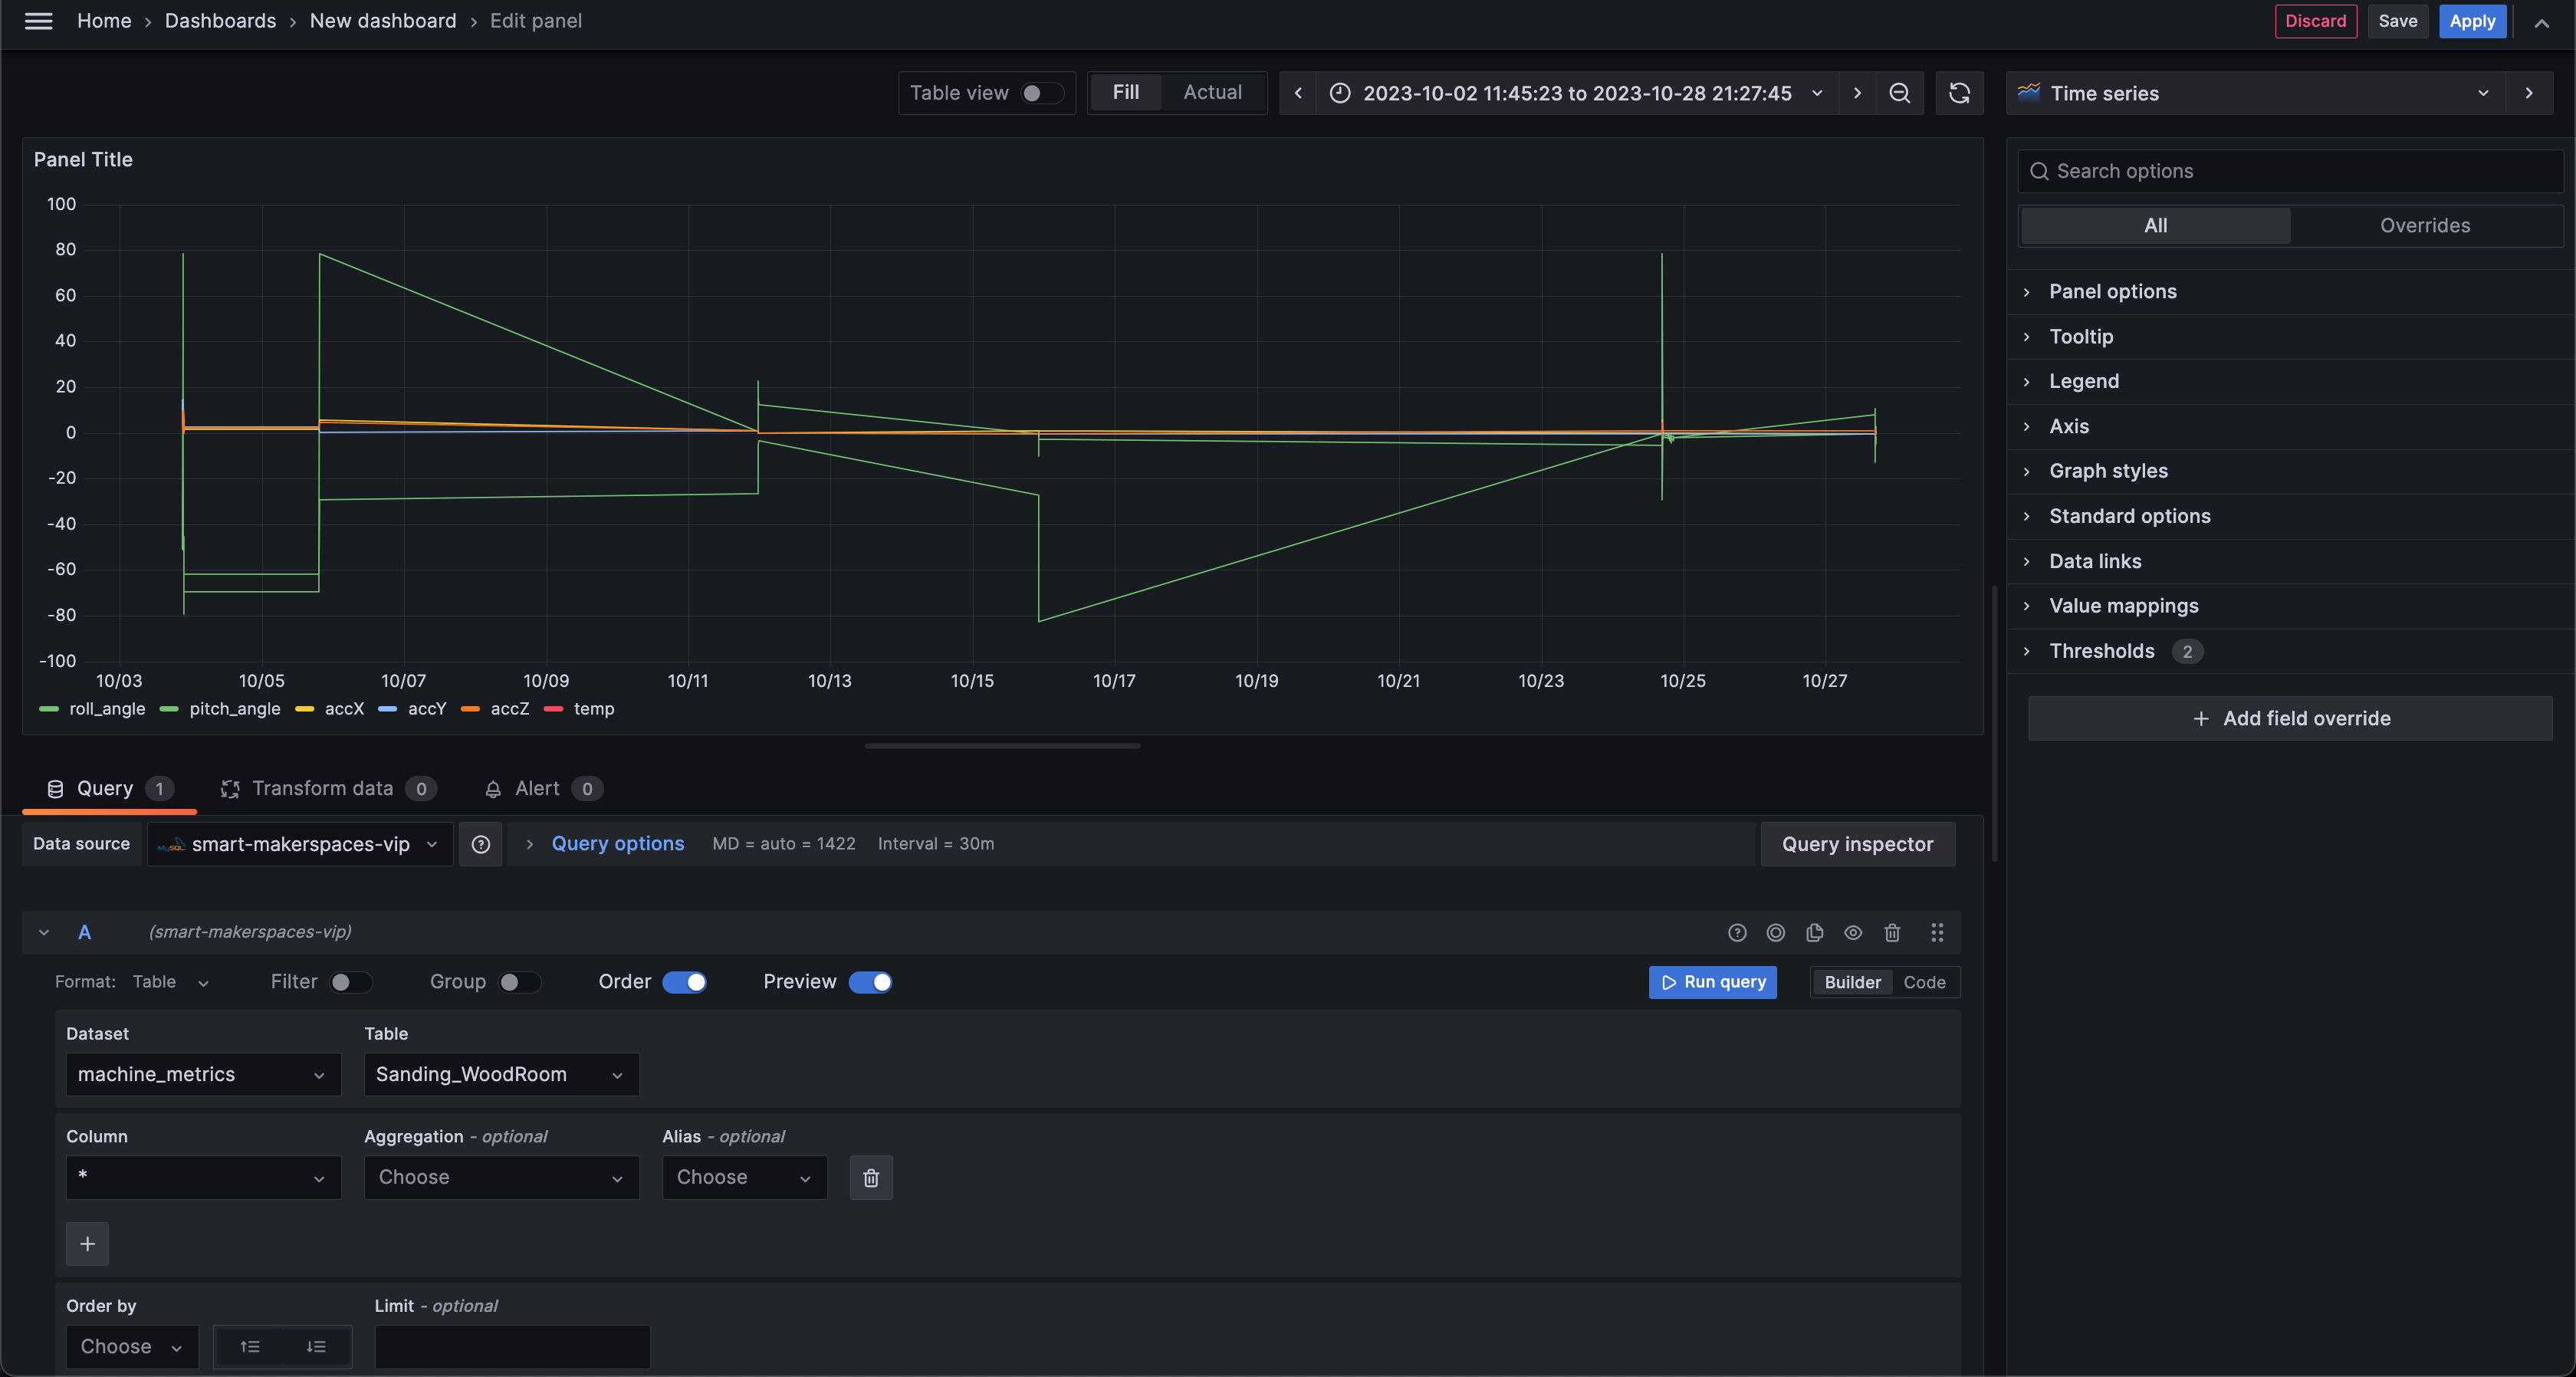 Home › Dashboards › New dashboard › Edit panel
Discard Save Apply
Table view Fill Actual 2023-10-02 11:45:23 to 2023-10-28 21:27:45 Time series
Panel Title
100
80
60
40
20
0
-20
-40
-60
-80
-100
10/03 10/05 10/07 10/09 10/11 10/13 10/15 10/17 10/19 10/21 10/23 10/25 10/27
roll_angle pitch_angle accX accY accZ temp
Search options
All Overrides
Panel options
Tooltip
Legend
Axis
Graph styles
Standard options
Data links
Value mappings
Thresholds 2
+ Add field override
Query 1 Transform data 0 Alert 0
Data source MySQL smart-makerspaces-vip Query options MD = auto = 1422 Interval = 30m Query inspector
A (smart-makerspaces-vip)
Format: Table Filter Group Order Preview Run query Builder Code
Dataset Table
machine_metrics Sanding_WoodRoom
Column Aggregation - optional Alias - optional
* Choose Choose
+
Order by Limit - optional
Choose